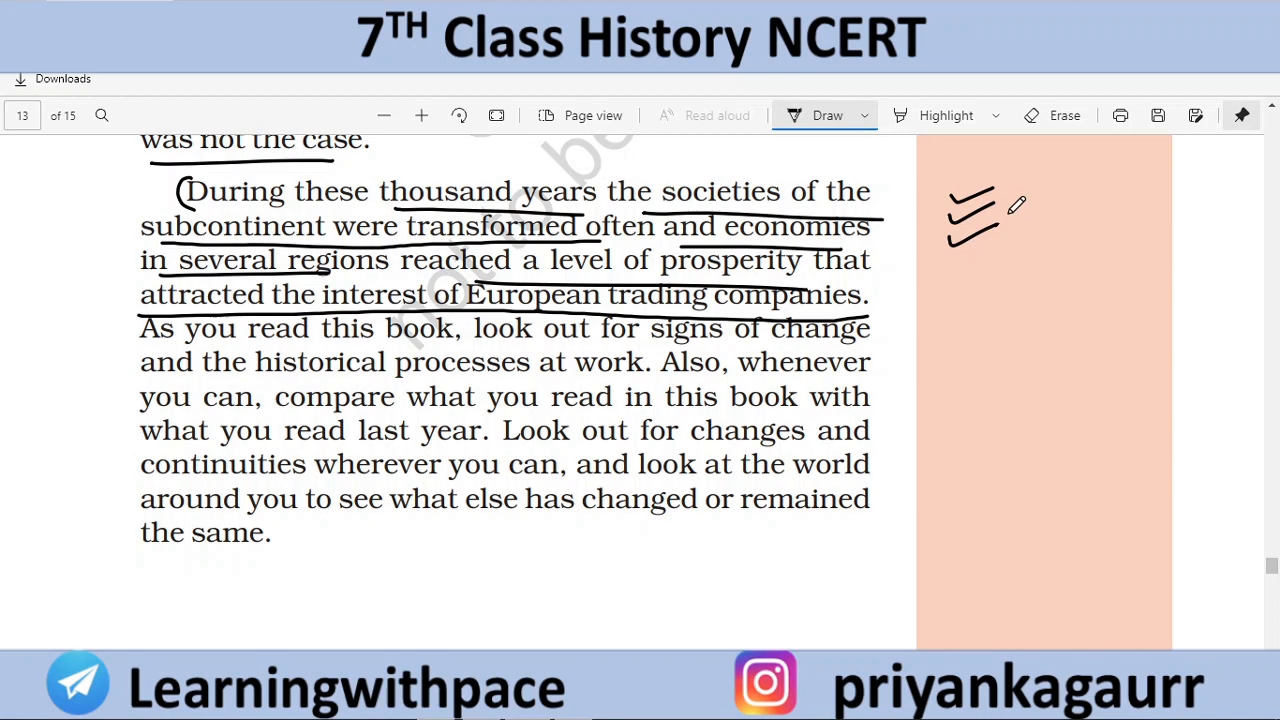 7TH Class History NCERT
Downloads
13 of 15 Page view Read aloud Draw Highlight Erase
was not the case.
During these thousand years the societies of the
subcontinent were transformed often and economies
in several regions reached a level of prosperity that
attracted the interest of European trading companies.
As you read this book, look out for signs of change
and the historical processes at work. Also, whenever
you can, compare what you read in this book with
what you read last year. Look out for changes and
continuities wherever you can, and look at the world
around you to see what else has changed or remained
the same.
not to be
Learningwithpace priyankagaurr